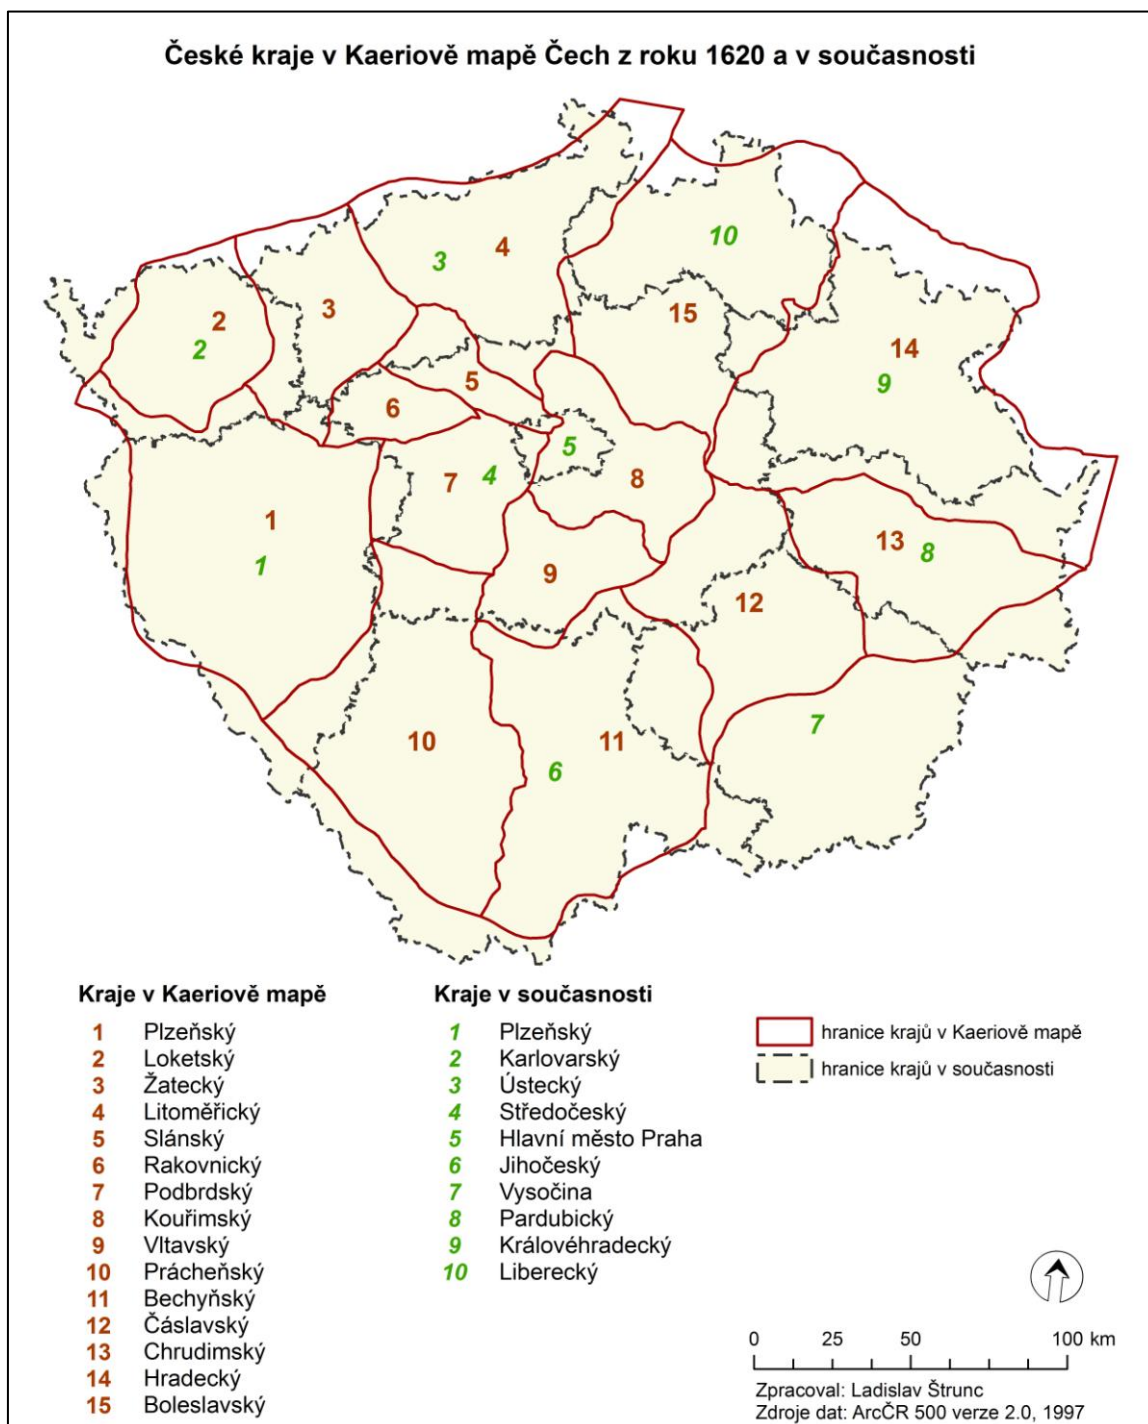 České kraje v Kaeriově mapě Čech z roku 1620 a v současnosti
10
3
4
3
2
2
15
14
9
5
6
5
4
7
8
1
1
13
8
9
12
10
11
6
7
Kraje v Kaeriově mapě
1 Plzeňský
2 Loketský
3 Žatecký
4 Litoměřický
5 Slánský
6 Rakovnický
7 Podbrdský
8 Kouřimský
9 Vltavský
10 Prácheňský
11 Bechyňský
12 Čáslavský
13 Chrudimský
14 Hradecký
15 Boleslavský
Kraje v současnosti
1 Plzeňský
2 Karlovarský
3 Ústecký
4 Středočeský
5 Hlavní město Praha
6 Jihočeský
7 Vysočina
8 Pardubický
9 Královéhradecký
10 Liberecký
hranice krajů v Kaeriově mapě
hranice krajů v současnosti
0 25 50 100 km
Zpracoval: Ladislav Štrunc
Zdroje dat: ArcČR 500 verze 2.0, 1997